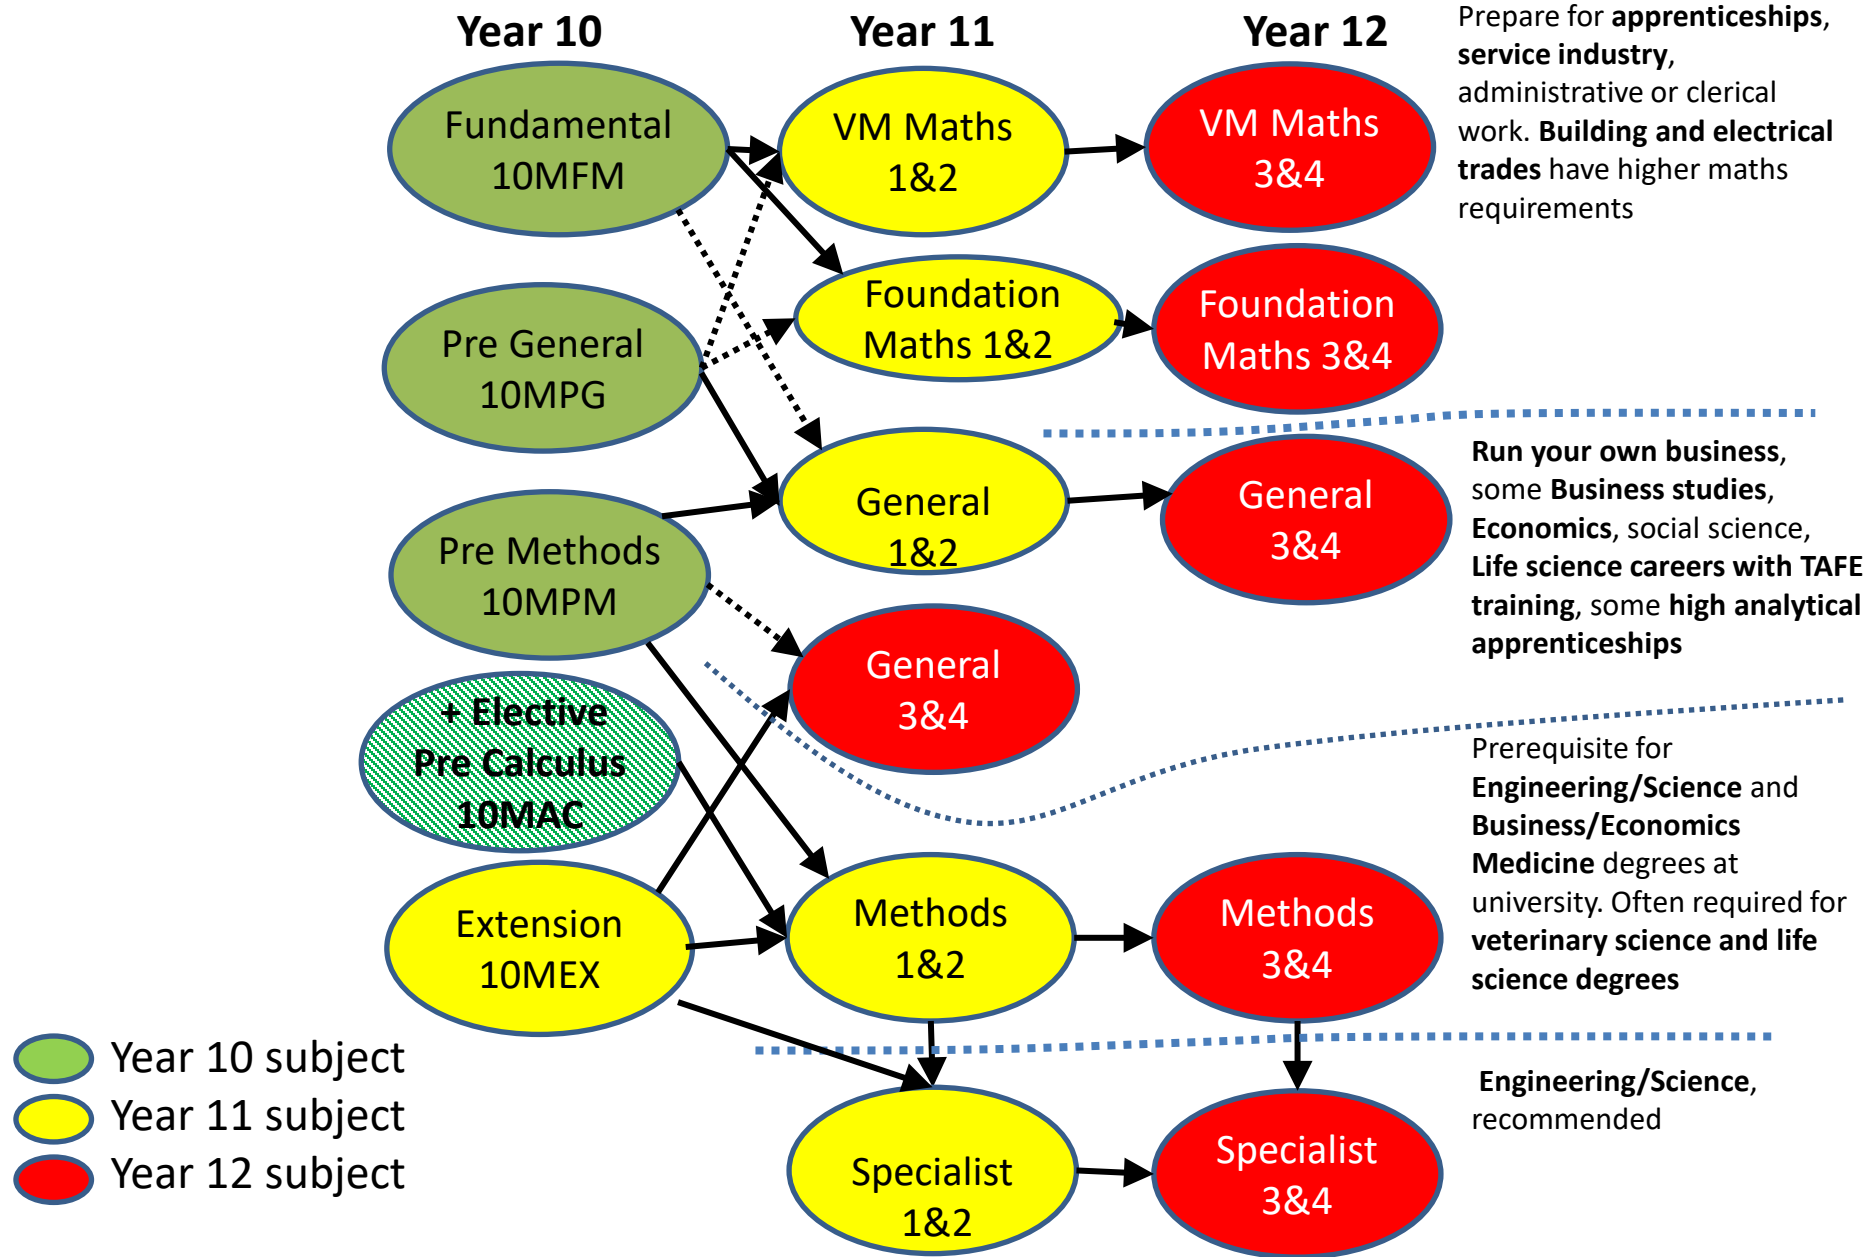 Year 10
Year 11
Year 12
Fundamental
10MFM
VM Maths
1&2
VM Maths
3&4
Prepare for apprenticeships,
service industry,
administrative or clerical
work. Building and electrical
trades have higher maths
requirements
Pre General
10MPG
Foundation
Maths 1&2
Foundation
Maths 3&4
Pre Methods
10MPM
General
1&2
General
3&4
Run your own business,
some Business studies,
Economics, social science,
Life science careers with TAFE
training, some high analytical
apprenticeships
+ Elective
Pre Calculus
10MAC
General
3&4
Extension
10MEX
Methods
1&2
Methods
3&4
Prerequisite for
Engineering/Science and
Business/Economics
Medicine degrees at
university. Often required for
veterinary science and life
science degrees
Specialist
1&2
Specialist
3&4
Engineering/Science,
recommended
Year 10 subject
Year 11 subject
Year 12 subject